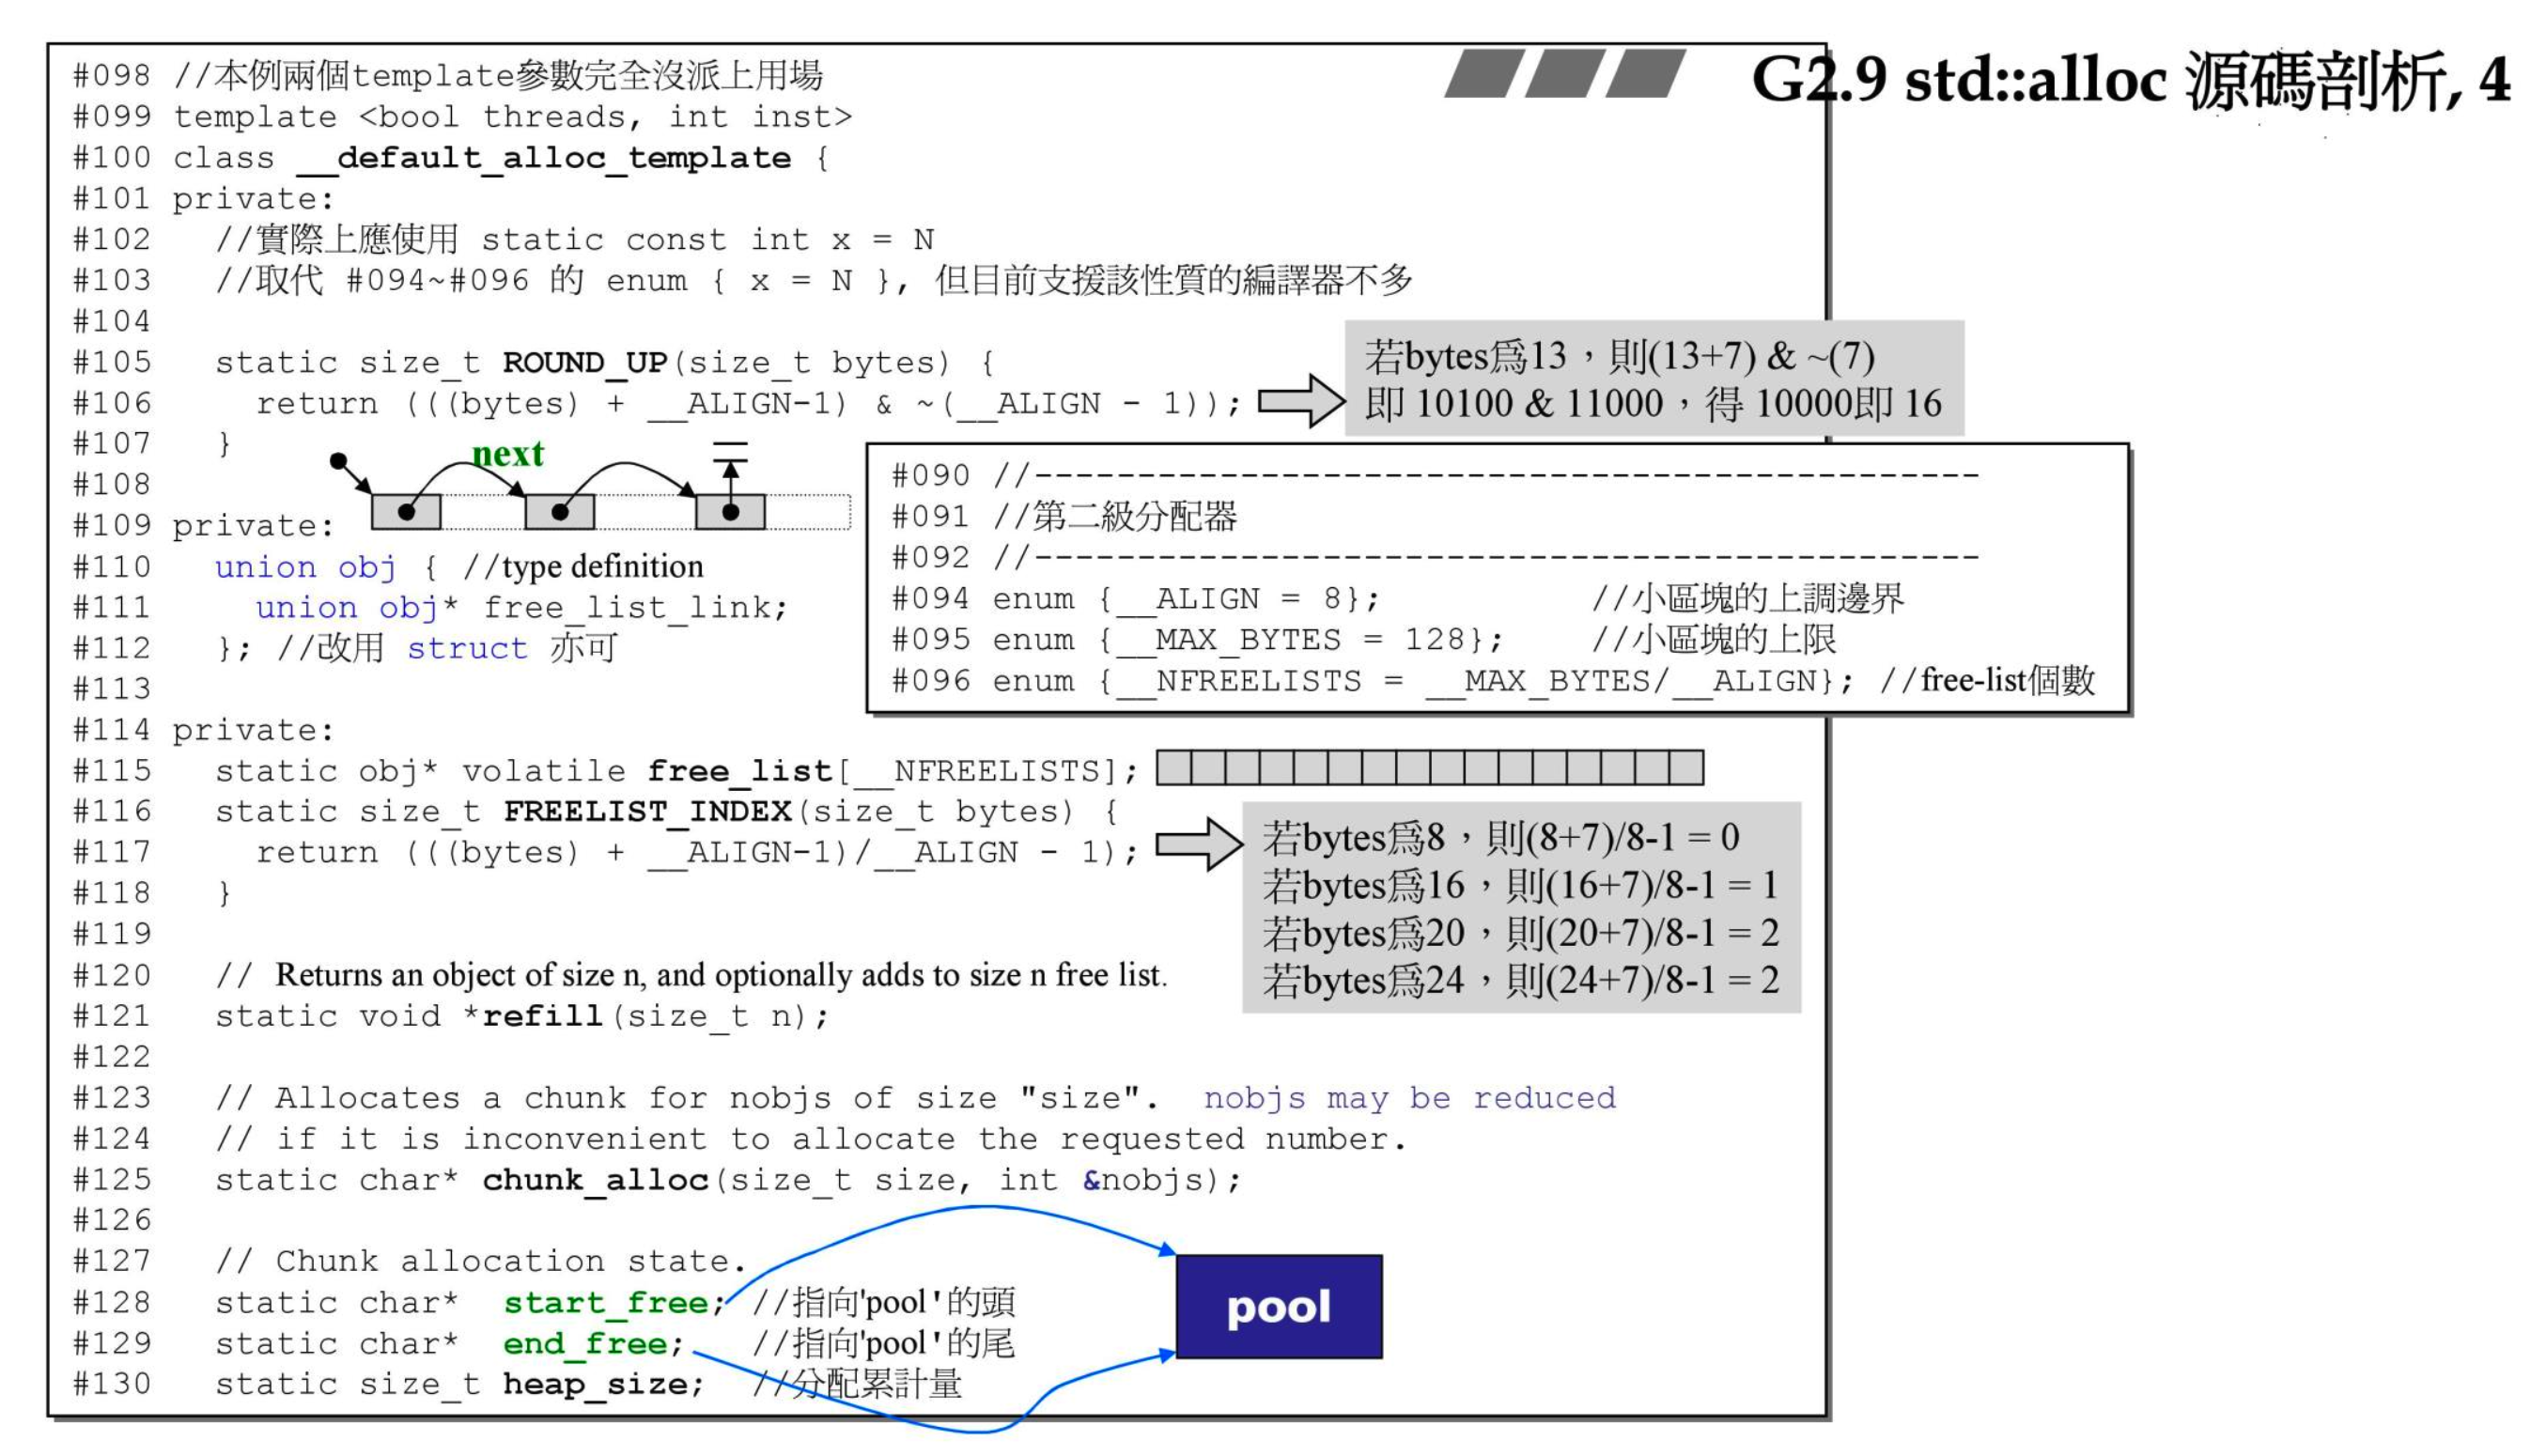 G2.9 std::alloc 源碼剖析, 4
#098 //本例兩個template參數完全沒派上用場
#099 template <bool threads, int inst>
#100 class __default_alloc_template {
#101 private:
#102   //實際上應使用 static const int x = N
#103   //取代 #094~#096 的 enum { x = N }, 但目前支援該性質的編譯器不多
#104
#105   static size_t ROUND_UP(size_t bytes) {
#106     return (((bytes) + __ALIGN-1) & ~(__ALIGN - 1));
#107   }
#108
#109 private:
#110   union obj { //type definition
#111     union obj* free_list_link;
#112   }; //改用 struct 亦可
#113
#114 private:
#115   static obj* volatile free_list[__NFREELISTS];
#116   static size_t FREELIST_INDEX(size_t bytes) {
#117     return (((bytes) + __ALIGN-1)/__ALIGN - 1);
#118   }
#119
#120   // Returns an object of size n, and optionally adds to size n free list.
#121   static void *refill(size_t n);
#122
#123   // Allocates a chunk for nobjs of size "size".  nobjs may be reduced
#124   // if it is inconvenient to allocate the requested number.
#125   static char* chunk_alloc(size_t size, int &nobjs);
#126
#127   // Chunk allocation state.
#128   static char*  start_free; //指向'pool'的頭
#129   static char*  end_free;   //指向'pool'的尾
#130   static size_t heap_size;  //分配累計量
若bytes爲13，則(13+7) & ~(7)
即 10100 & 11000，得 10000即 16
next
#090 //----------------------------------------------
#091 //第二級分配器
#092 //----------------------------------------------
#094 enum {__ALIGN = 8};          //小區塊的上調邊界
#095 enum {__MAX_BYTES = 128};    //小區塊的上限
#096 enum {__NFREELISTS = __MAX_BYTES/__ALIGN}; //free-list個數
若bytes爲8，則(8+7)/8-1 = 0
若bytes爲16，則(16+7)/8-1 = 1
若bytes爲20，則(20+7)/8-1 = 2
若bytes爲24，則(24+7)/8-1 = 2
pool